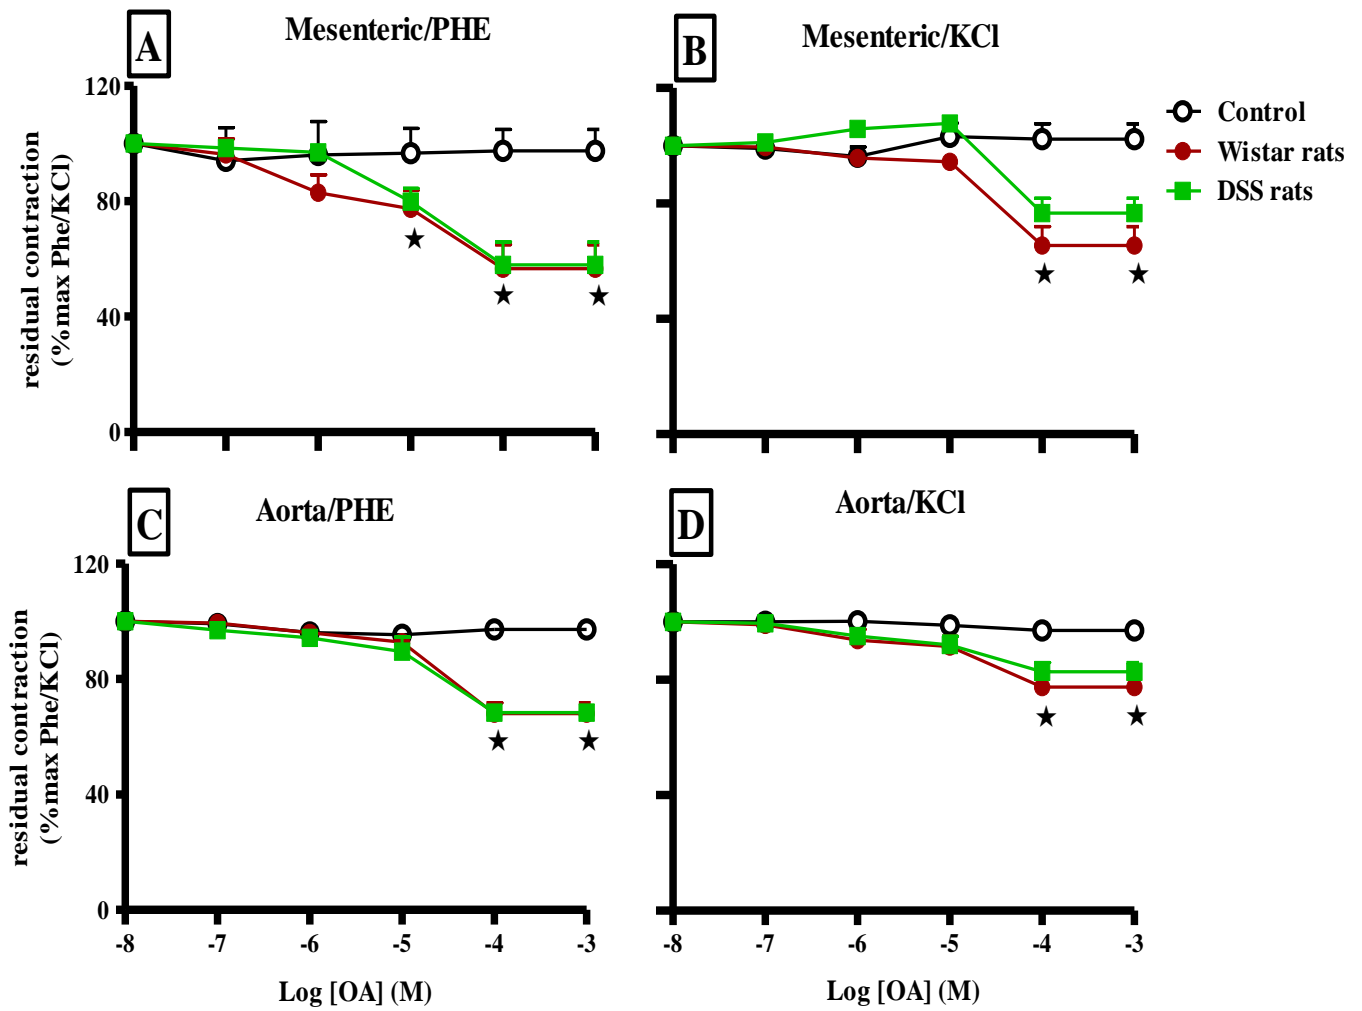 A
Mesenteric/PHE
B
Mesenteric/KCl
120
80
40
0
residual contraction
(%max Phe/KCl)
Control
Wistar rats
DSS rats
C
Aorta/PHE
D
Aorta/KCl
120
80
40
0
residual contraction
(%max Phe/KCl)
-8 -7 -6 -5 -4 -3
-8 -7 -6 -5 -4 -3
Log [OA] (M)
Log [OA] (M)